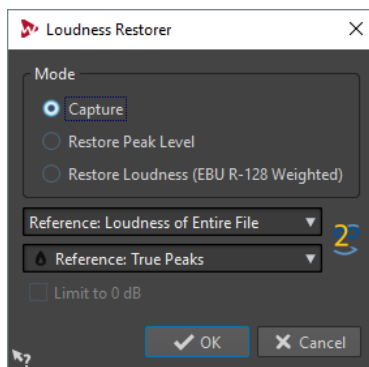 Loudness Restorer
Mode
Capture
Restore Peak Level
Restore Loudness (EBU R-128 Weighted)
Reference: Loudness of Entire File
2
Reference: True Peaks
Limit to 0 dB
OK
Cancel
?